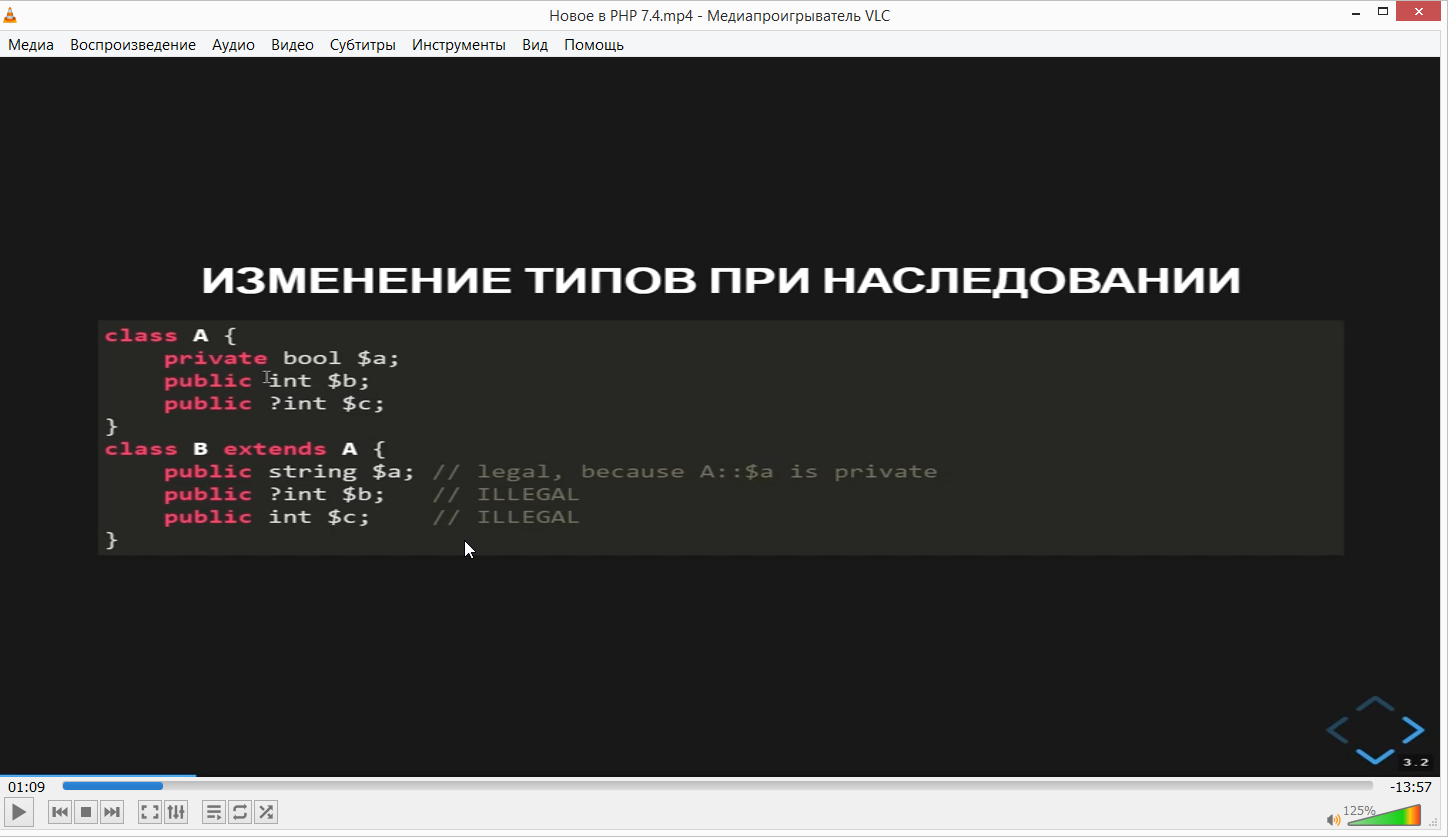 Новое в PHP 7.4.mp4 - Медиапроигрыватель VLC
Медиа Воспроизведение Аудио Видео Субтитры Инструменты Вид Помощь
ИЗМЕНЕНИЕ ТИПОВ ПРИ НАСЛЕДОВАНИИ
class A {
    private bool $a;
    public int $b;
    public ?int $c;
}
class B extends A {
    public string $a; // legal, because A::$a is private
    public ?int $b;   // ILLEGAL
    public int $c;    // ILLEGAL
}
3.2
01:09 -13:57
125%